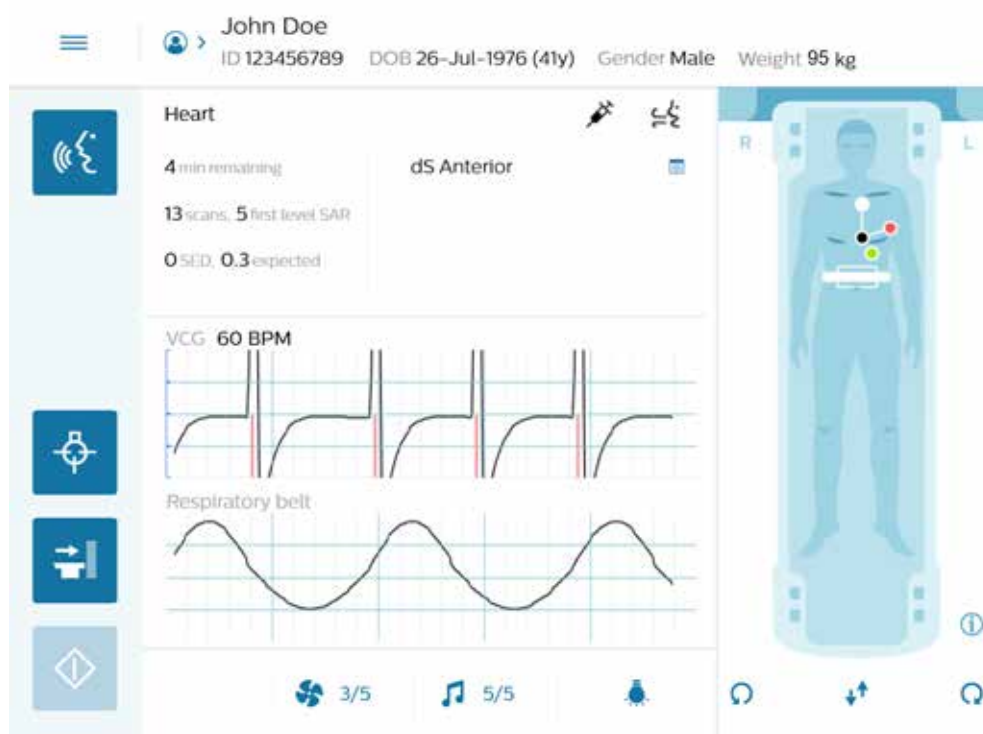 John Doe
ID 123456789 DOB 26-Jul-1976 (41y) Gender Male Weight 95 kg
Heart
4 min remaining
dS Anterior
13 scans, 5 first level SAR
0 SED, 0.3 expected
R
L
VCG 60 BPM
Respiratory belt
3/5
5/5